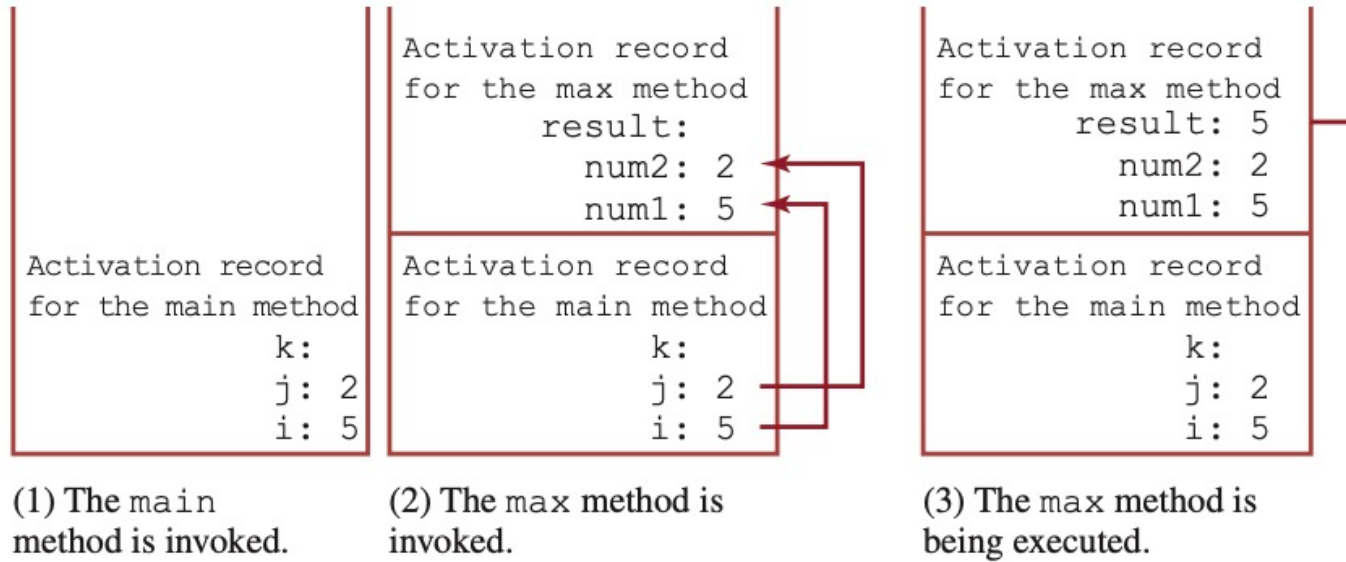 Activation record
for the main method
k:
j: 2
i: 5
(1) The main
method is invoked.
Activation record
for the max method
result:
num2: 2
num1: 5
Activation record
for the main method
k:
j: 2
i: 5
(2) The max method is
invoked.
Activation record
for the max method
result: 5
num2: 2
num1: 5
Activation record
for the main method
k:
j: 2
i: 5
(3) The max method is
being executed.